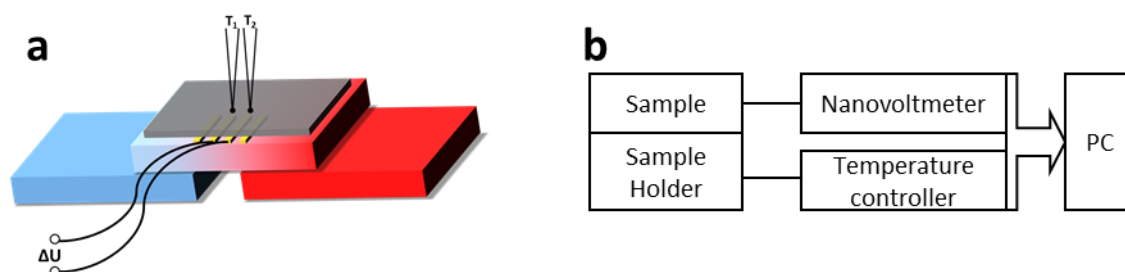 a
T1 T2
ΔU
b
Sample
Nanovoltmeter
Sample
Holder
Temperature
controller
PC